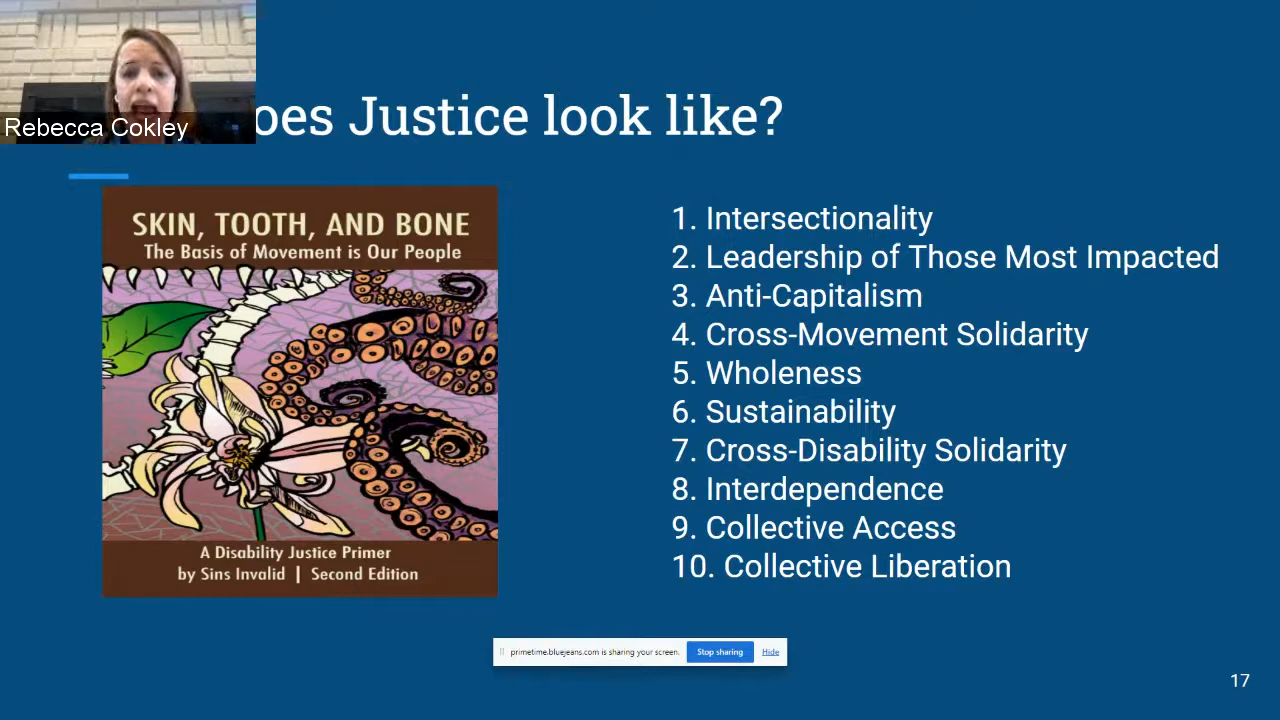 Rebecca Cokley
oes Justice look like?
SKIN, TOOTH, AND BONE
The Basis of Movement is Our People
A Disability Justice Primer
by Sins Invalid | Second Edition
1. Intersectionality
2. Leadership of Those Most Impacted
3. Anti-Capitalism
4. Cross-Movement Solidarity
5. Wholeness
6. Sustainability
7. Cross-Disability Solidarity
8. Interdependence
9. Collective Access
10. Collective Liberation
primetime.bluejeans.com is sharing your screen. Stop sharing Hide
17